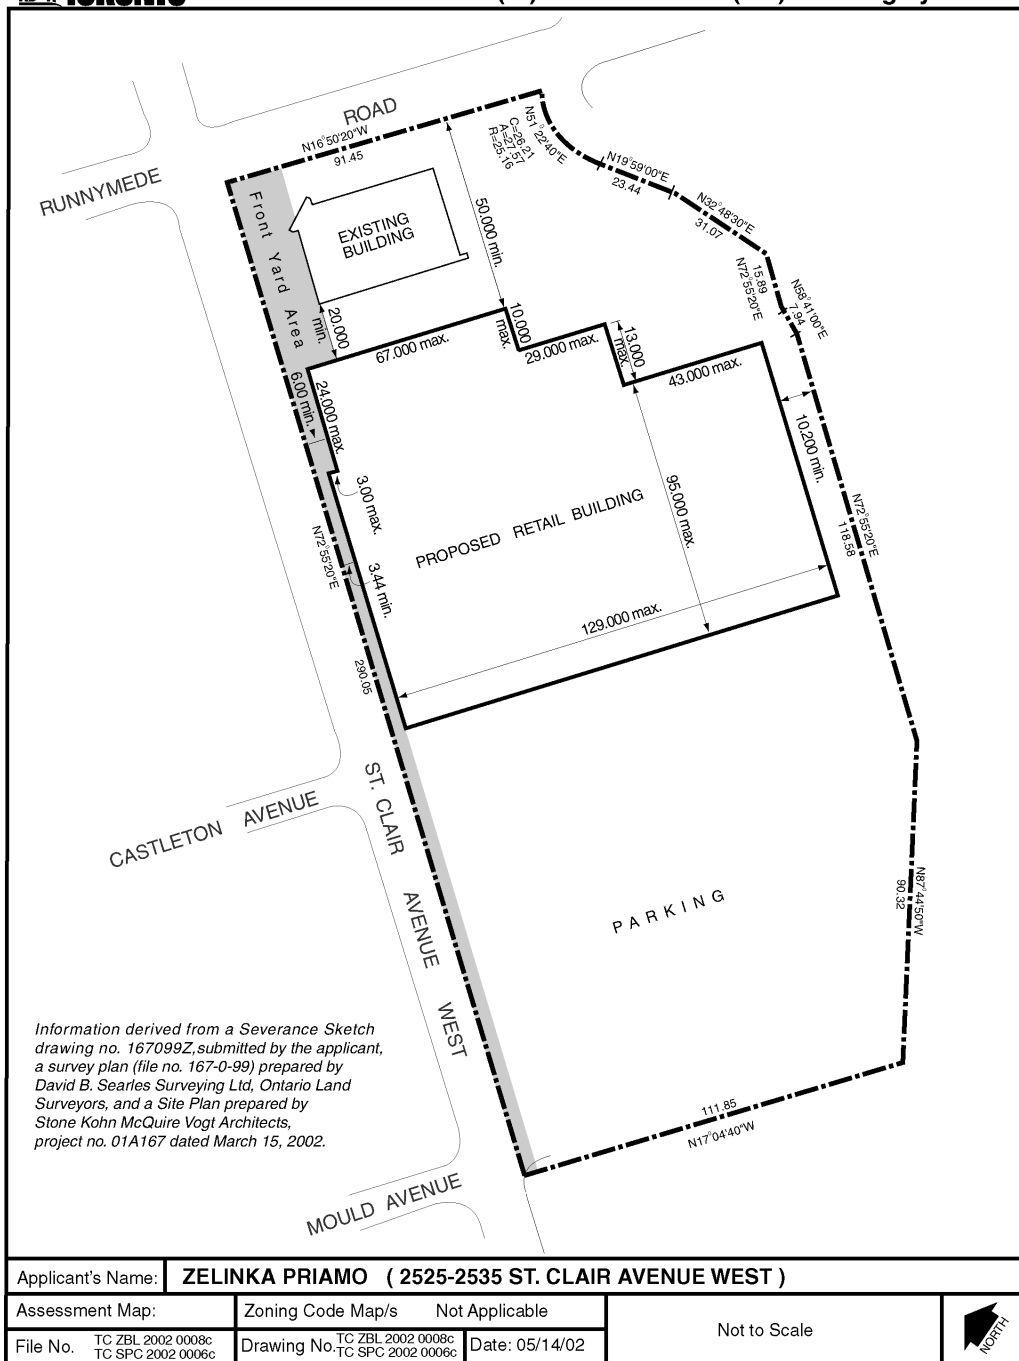 ROAD
RUNNYMEDE
N16°50'20"W
91.45
N51°22'40"E
C=26.21
A=27.57
R=25.16
N19°59'00"E
23.44
N32°48'30"E
31.07
15.89
N72°55'20"E
N58°41'00"E
7.94
Front Yard Area
EXISTING
BUILDING
50.000 min.
20.000
min.
67.000 max.
10.000
max.
29.000 max.
13.000
max.
43.000 max.
10.200 min.
6.00 min.
24.000 max.
3.00 max.
3.44 min.
PROPOSED RETAIL BUILDING
95.000 max.
129.000 max.
N72°55'20"E
118.58
N72°55'20"E
290.05
ST. CLAIR AVENUE WEST
CASTLETON AVENUE
PARKING
N87°44'50"W
90.32
111.85
N17°04'40"W
MOULD AVENUE
Information derived from a Severance Sketch
drawing no. 167099Z,submitted by the applicant,
a survey plan (file no. 167-0-99) prepared by
David B. Searles Surveying Ltd, Ontario Land
Surveyors, and a Site Plan prepared by
Stone Kohn McQuire Vogt Architects,
project no. 01A167 dated March 15, 2002.
Applicant's Name: ZELINKA PRIAMO ( 2525-2535 ST. CLAIR AVENUE WEST )
Assessment Map: Zoning Code Map/s Not Applicable
Not to Scale
File No. TC ZBL 2002 0008c
TC SPC 2002 0006c
Drawing No. TC ZBL 2002 0008c
TC SPC 2002 0006c
Date: 05/14/02
NORTH